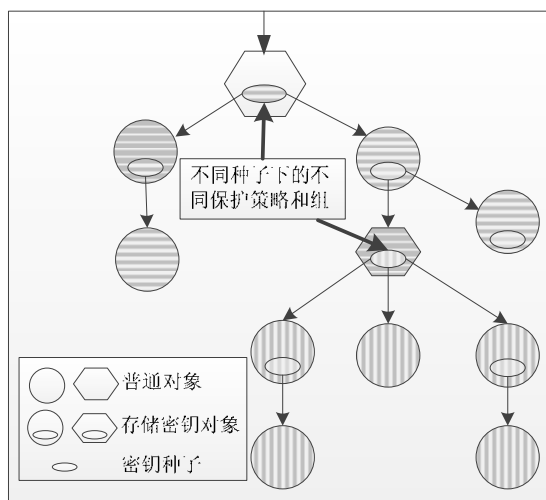 不同种子下的不
同保护策略和组
普通对象
存储密钥对象
密钥种子